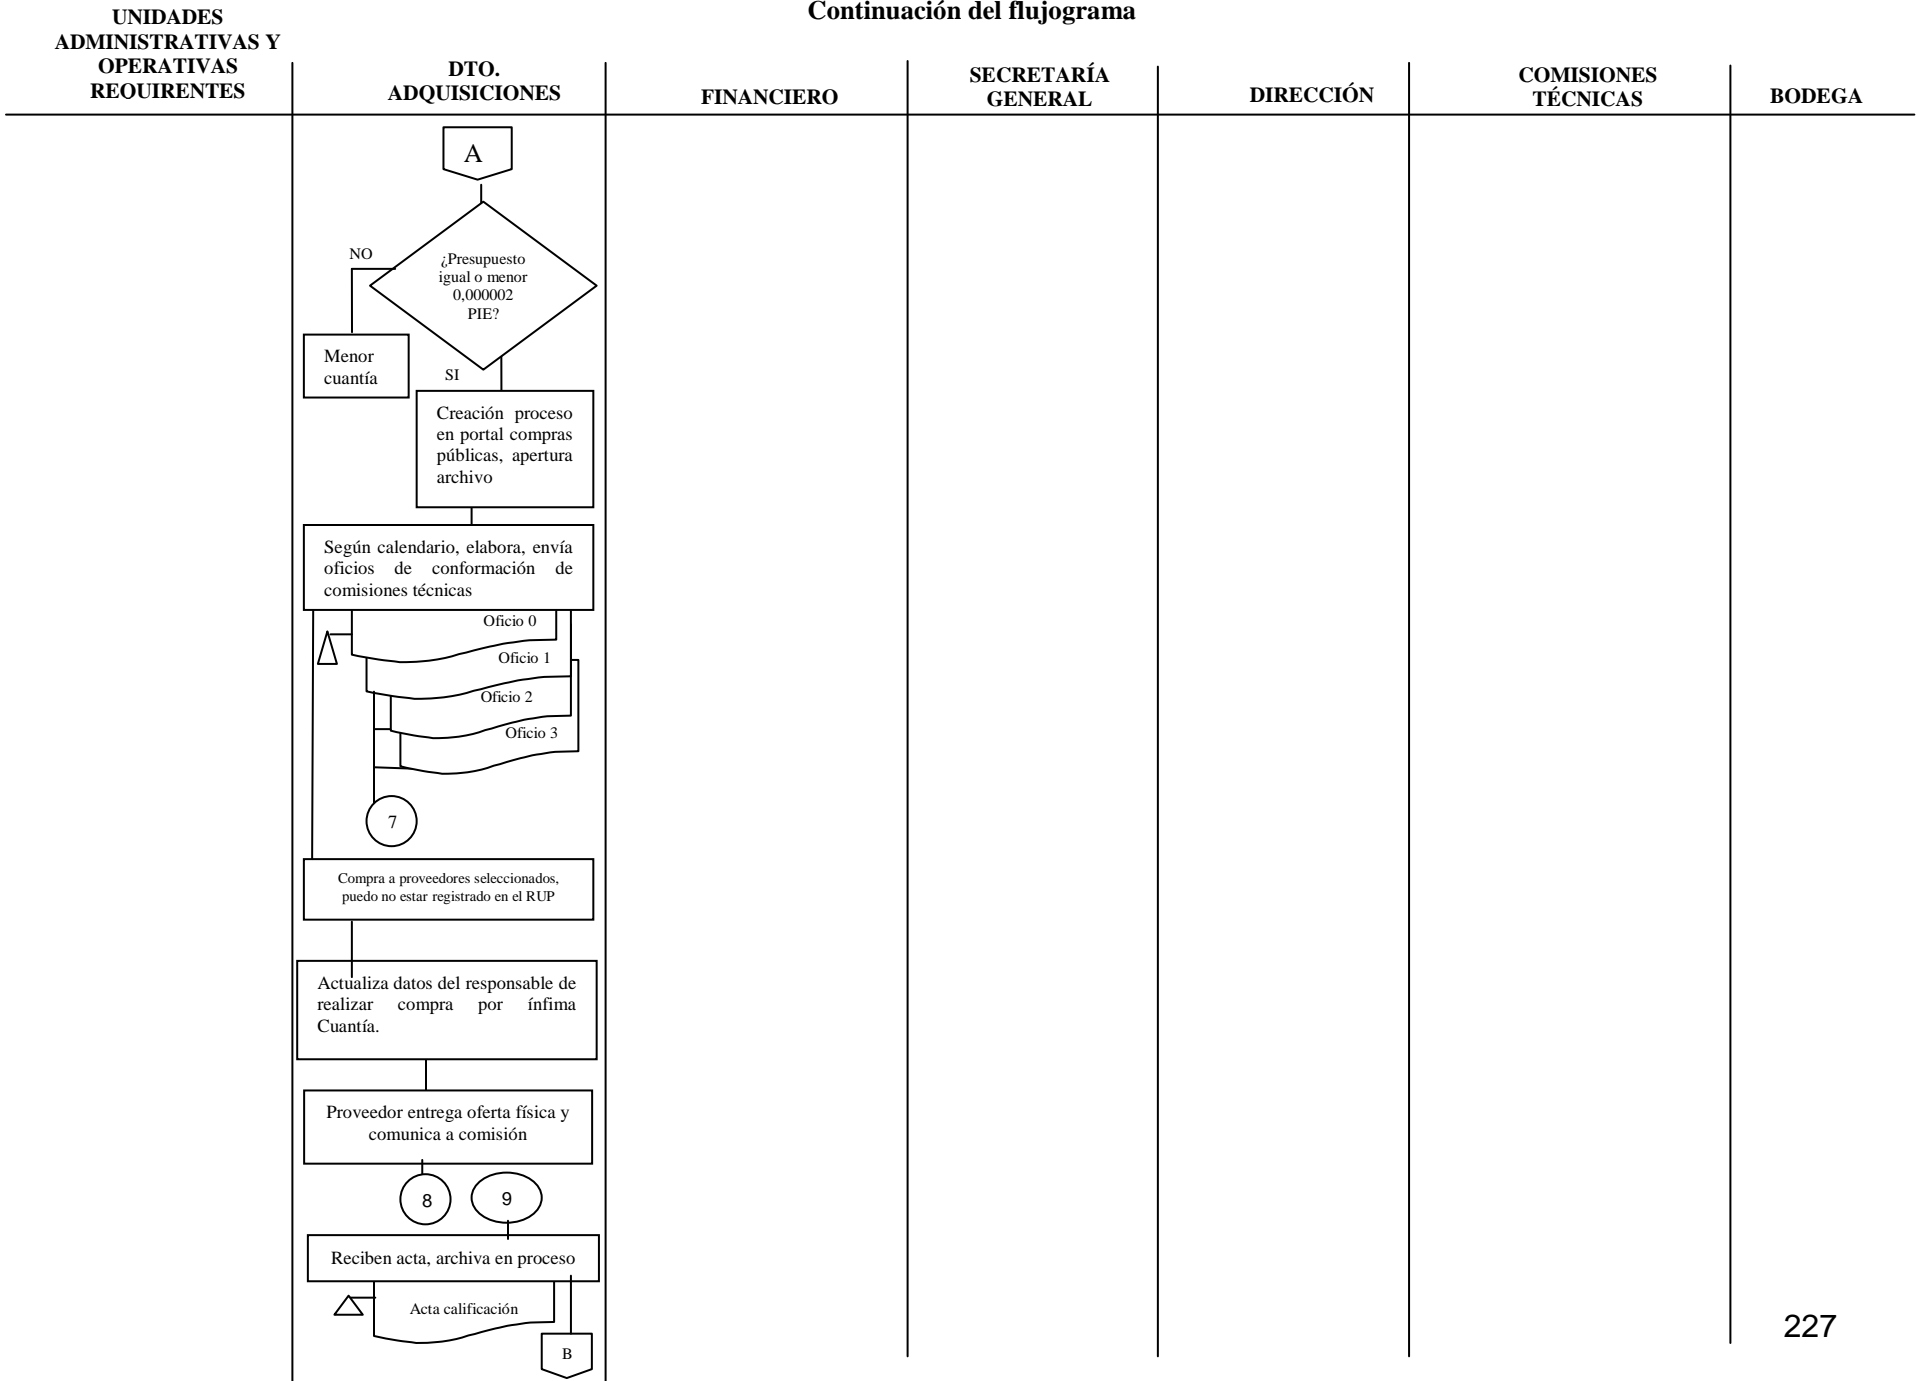 Continuación del flujograma
UNIDADES
ADMINISTRATIVAS Y
OPERATIVAS
REQUIRENTES
DTO.
ADQUISICIONES
FINANCIERO
SECRETARÍA
GENERAL
DIRECCIÓN
COMISIONES
TÉCNICAS
BODEGA
A
¿Presupuesto
igual o menor
0,000002
PIE?
NO
Menor
cuantía
SI
Creación proceso
en portal compras
públicas, apertura
archivo
Según calendario, elabora, envía
oficios de conformación de
comisiones técnicas
Oficio 0
Oficio 1
Oficio 2
Oficio 3
7
Compra a proveedores seleccionados,
puedo no estar registrado en el RUP
Actualiza datos del responsable de
realizar compra por ínfima
Cuantía.
Proveedor entrega oferta física y
comunica a comisión
8
9
Reciben acta, archiva en proceso
Acta calificación
B
227